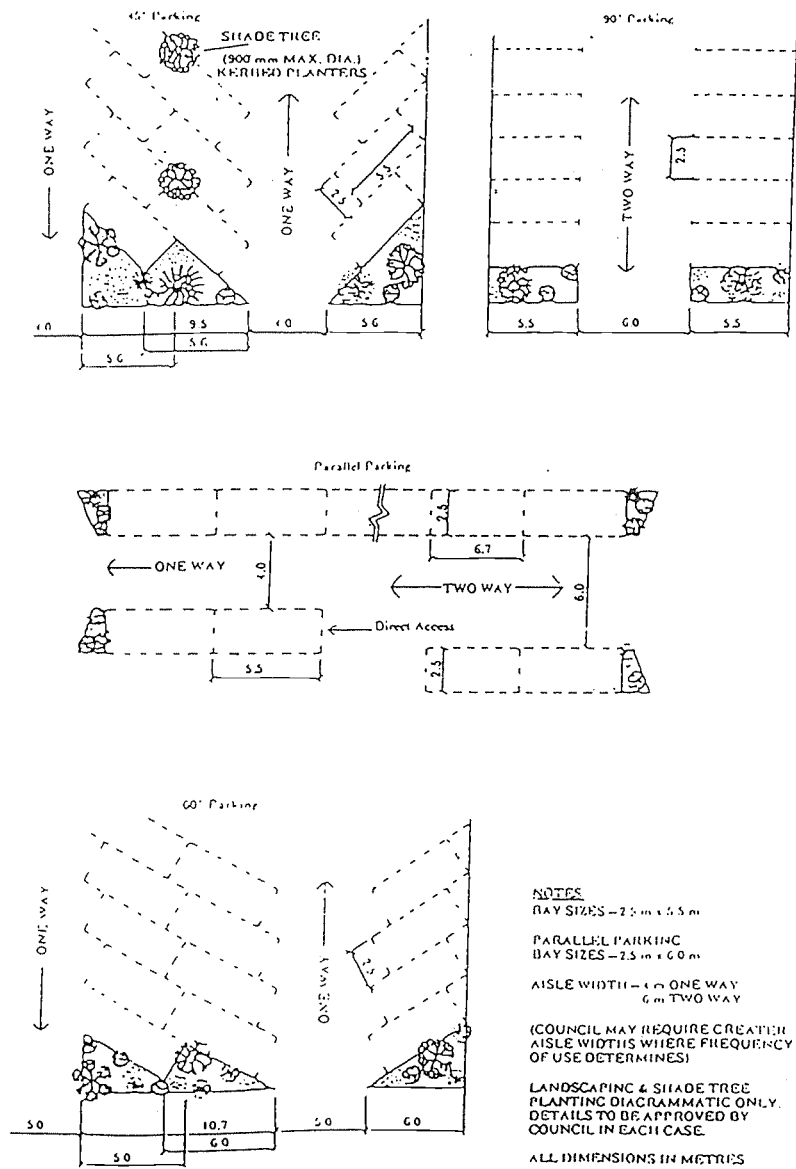 45° Parking
SHADE TREE
(900 mm MAX. DIA.)
KERBED PLANTERS
ONE WAY
ONE WAY
2.5
5.5
9.5
4.0
5.6
5.6
5.6
90° Parking
TWO WAY
2.5
5.5
6.0
5.5
Parallel Parking
2.5
6.7
ONE WAY
TWO WAY
6.0
Direct Access
5.5
2.5
60° Parking
ONE WAY
ONE WAY
2.5
5.0
10.7
5.0
6.0
6.0
5.0
NOTES
BAY SIZES – 2.5 m x 5.5 m
PARALLEL PARKING
BAY SIZES – 2.5 m x 6.0 m
AISLE WIDTH – 4 m ONE WAY
6 m TWO WAY
(COUNCIL MAY REQUIRE GREATER
AISLE WIDTHS WHERE FREQUENCY
OF USE DETERMINES)
LANDSCAPING & SHADE TREE
PLANTING DIAGRAMMATIC ONLY.
DETAILS TO BE APPROVED BY
COUNCIL IN EACH CASE.
ALL DIMENSIONS IN METRES